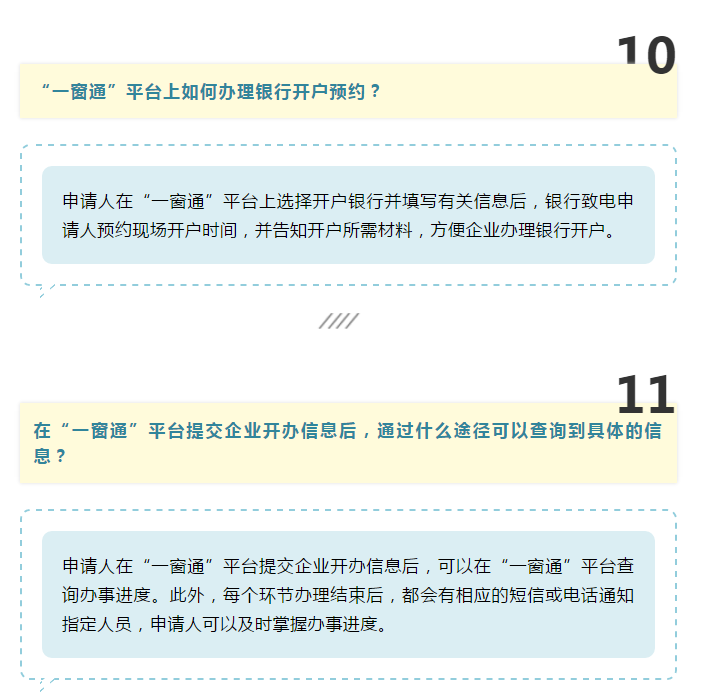 10
“一窗通”平台上如何办理银行开户预约？
申请人在“一窗通”平台上选择开户银行并填写有关信息后，银行致电申
请人预约现场开户时间，并告知开户所需材料，方便企业办理银行开户。
11
在“一窗通”平台提交企业开办信息后，通过什么途径可以查询到具体的信
息？
申请人在“一窗通”平台提交企业开办信息后，可以在“一窗通”平台查
询办事进度。此外，每个环节办理结束后，都会有相应的短信或电话通知
指定人员，申请人可以及时掌握办事进度。